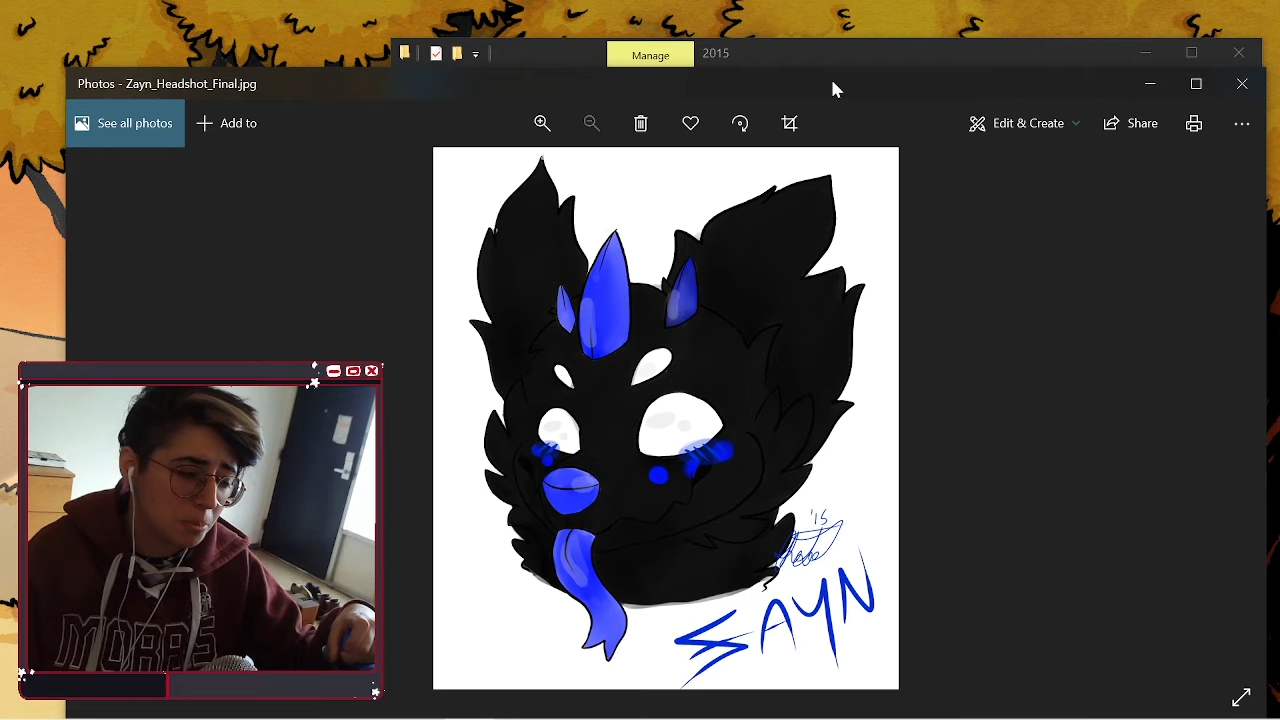 Manage 2015
Photos - Zayn_Headshot_Final.jpg
See all photos
Add to
Edit & Create
Share
'15
ZAYN